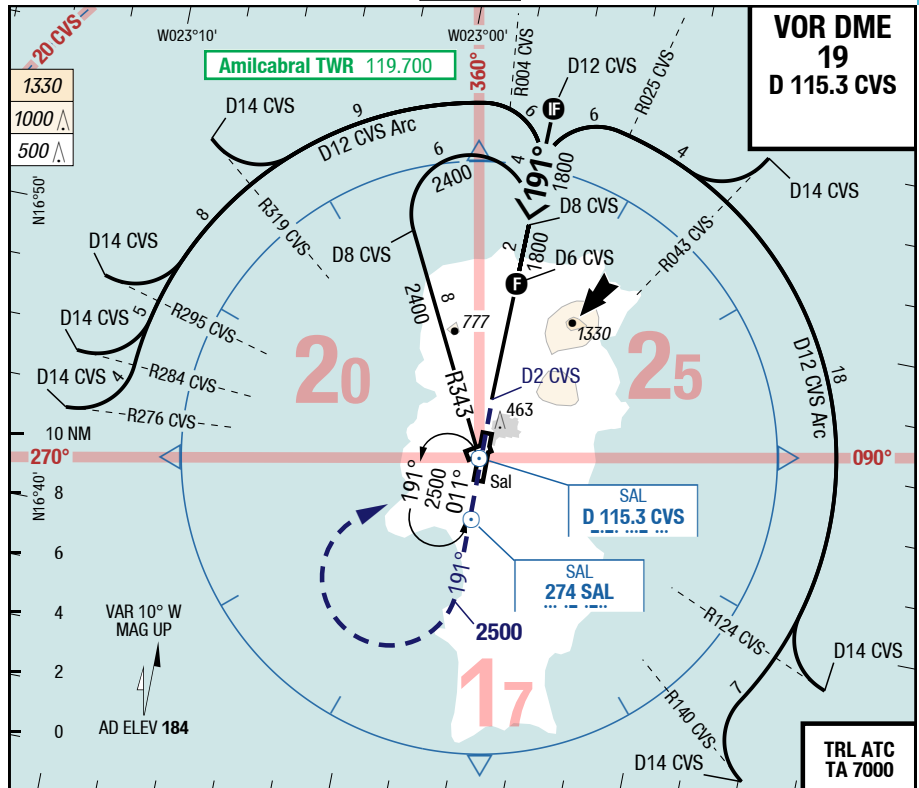 VOR DME
19
D 115.3 CVS
20 CVS
W023°10'
W023°00'
Amilcabral TWR 119.700
360°
R004 CVS
D12 CVS
R025 CVS
1330
1000
500
D14 CVS
9
D12 CVS Arc
6
IF
6
4
D14 CVS
N16°50'
6
2400
4
191°
1800
8
R319 CVS
D8 CVS
D8 CVS
R043 CVS
D14 CVS
2
1800
D6 CVS
F
R295 CVS
5
D14 CVS
8
2400
777
1330
R284 CVS
4
D14 CVS
20
25
R343
D2 CVS
D12 CVS Arc
18
R276 CVS
463
10 NM
270°
090°
191°
2500
011°
Sal
N16°40'
8
SAL
D 115.3 CVS
6
191°
SAL
274 SAL
4
2500
R124 CVS
VAR 10° W
MAG UP
D14 CVS
2
17
R140 CVS
7
AD ELEV 184
0
D14 CVS
TRL ATC
TA 7000